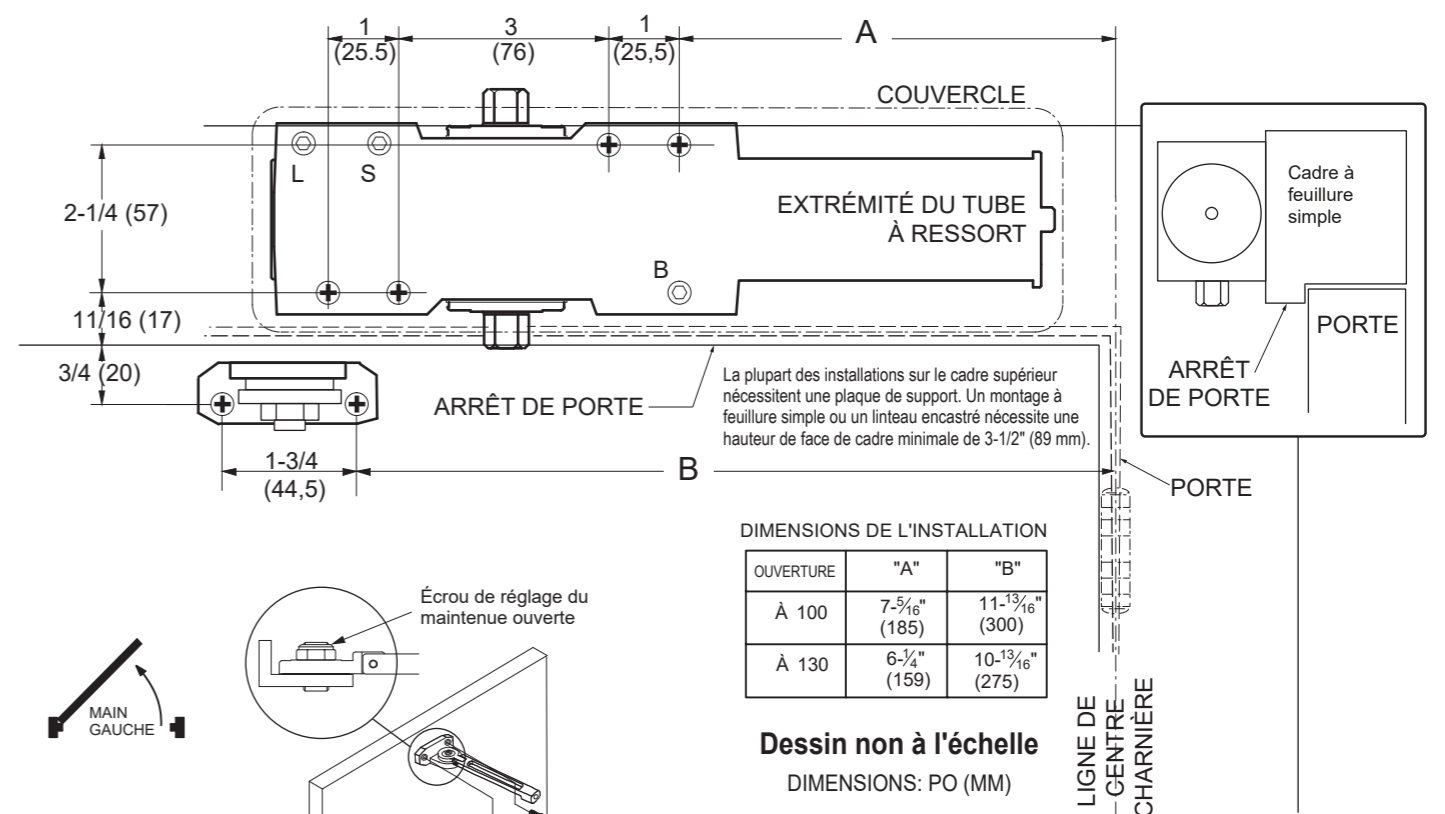 1
(25.5)
3
(76)
1
(25,5)
A
COUVERCLE
L
S
2-1/4 (57)
EXTRÉMITÉ DU TUBE
À RESSORT
B
11/16 (17)
3/4 (20)
ARRÊT DE PORTE
La plupart des installations sur le cadre supérieur
nécessitent une plaque de support. Un montage à
feuillure simple ou un linteau encastré nécessite une
hauteur de face de cadre minimale de 3-1/2" (89 mm).
1-3/4
(44,5)
B
Cadre à
feuillure
simple
PORTE
ARRÊT
DE PORTE
PORTE
DIMENSIONS DE L'INSTALLATION
OUVERTURE "A" "B"
À 100 7-5⁄16" 11-13⁄16"
(185) (300)
À 130 6-1⁄4" 10-13⁄16"
(159) (275)
Écrou de réglage du
maintenue ouverte
MAIN
GAUCHE
Dessin non à l'échelle
DIMENSIONS: PO (MM)
LIGNE DE
CENTRE
CHARNIÈRE